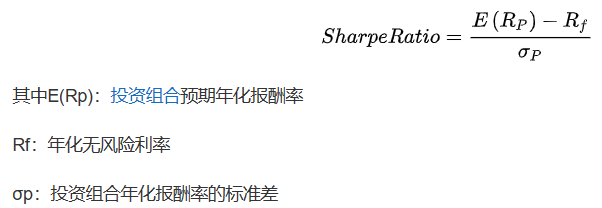 SharpeRatio = \frac{E(R_P) - R_f}{\sigma_P}
其中E(Rp)：投资组合预期年化报酬率
Rf：年化无风险利率
σp：投资组合年化报酬率的标准差